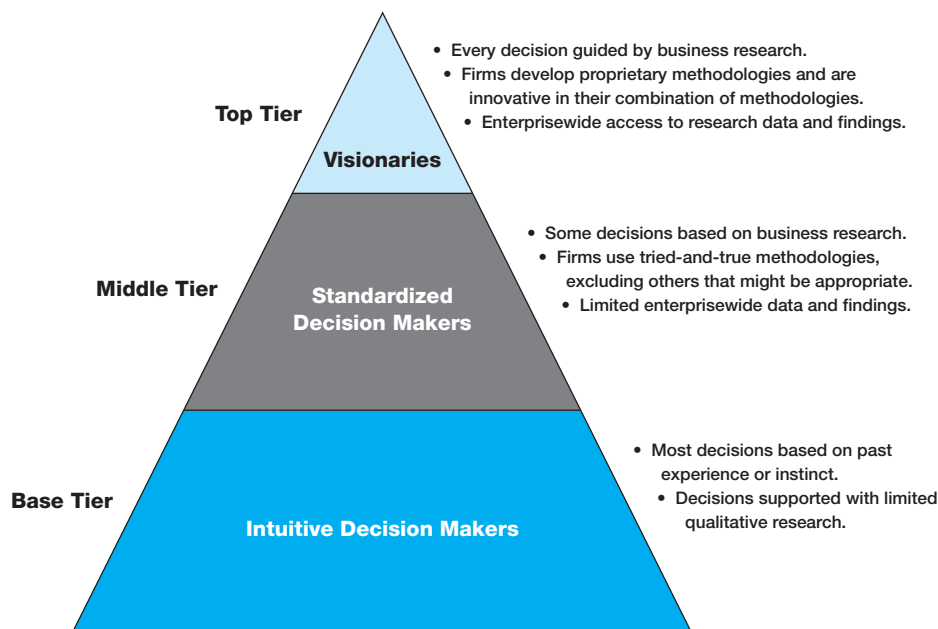 • Every decision guided by business research.
• Firms develop proprietary methodologies and are
innovative in their combination of methodologies.
Top Tier
• Enterprisewide access to research data and findings.
Visionaries
• Some decisions based on business research.
• Firms use tried-and-true methodologies,
excluding others that might be appropriate.
Middle Tier
Standardized
Decision Makers
• Limited enterprisewide data and findings.
• Most decisions based on past
experience or instinct.
Base Tier
• Decisions supported with limited
qualitative research.
Intuitive Decision Makers